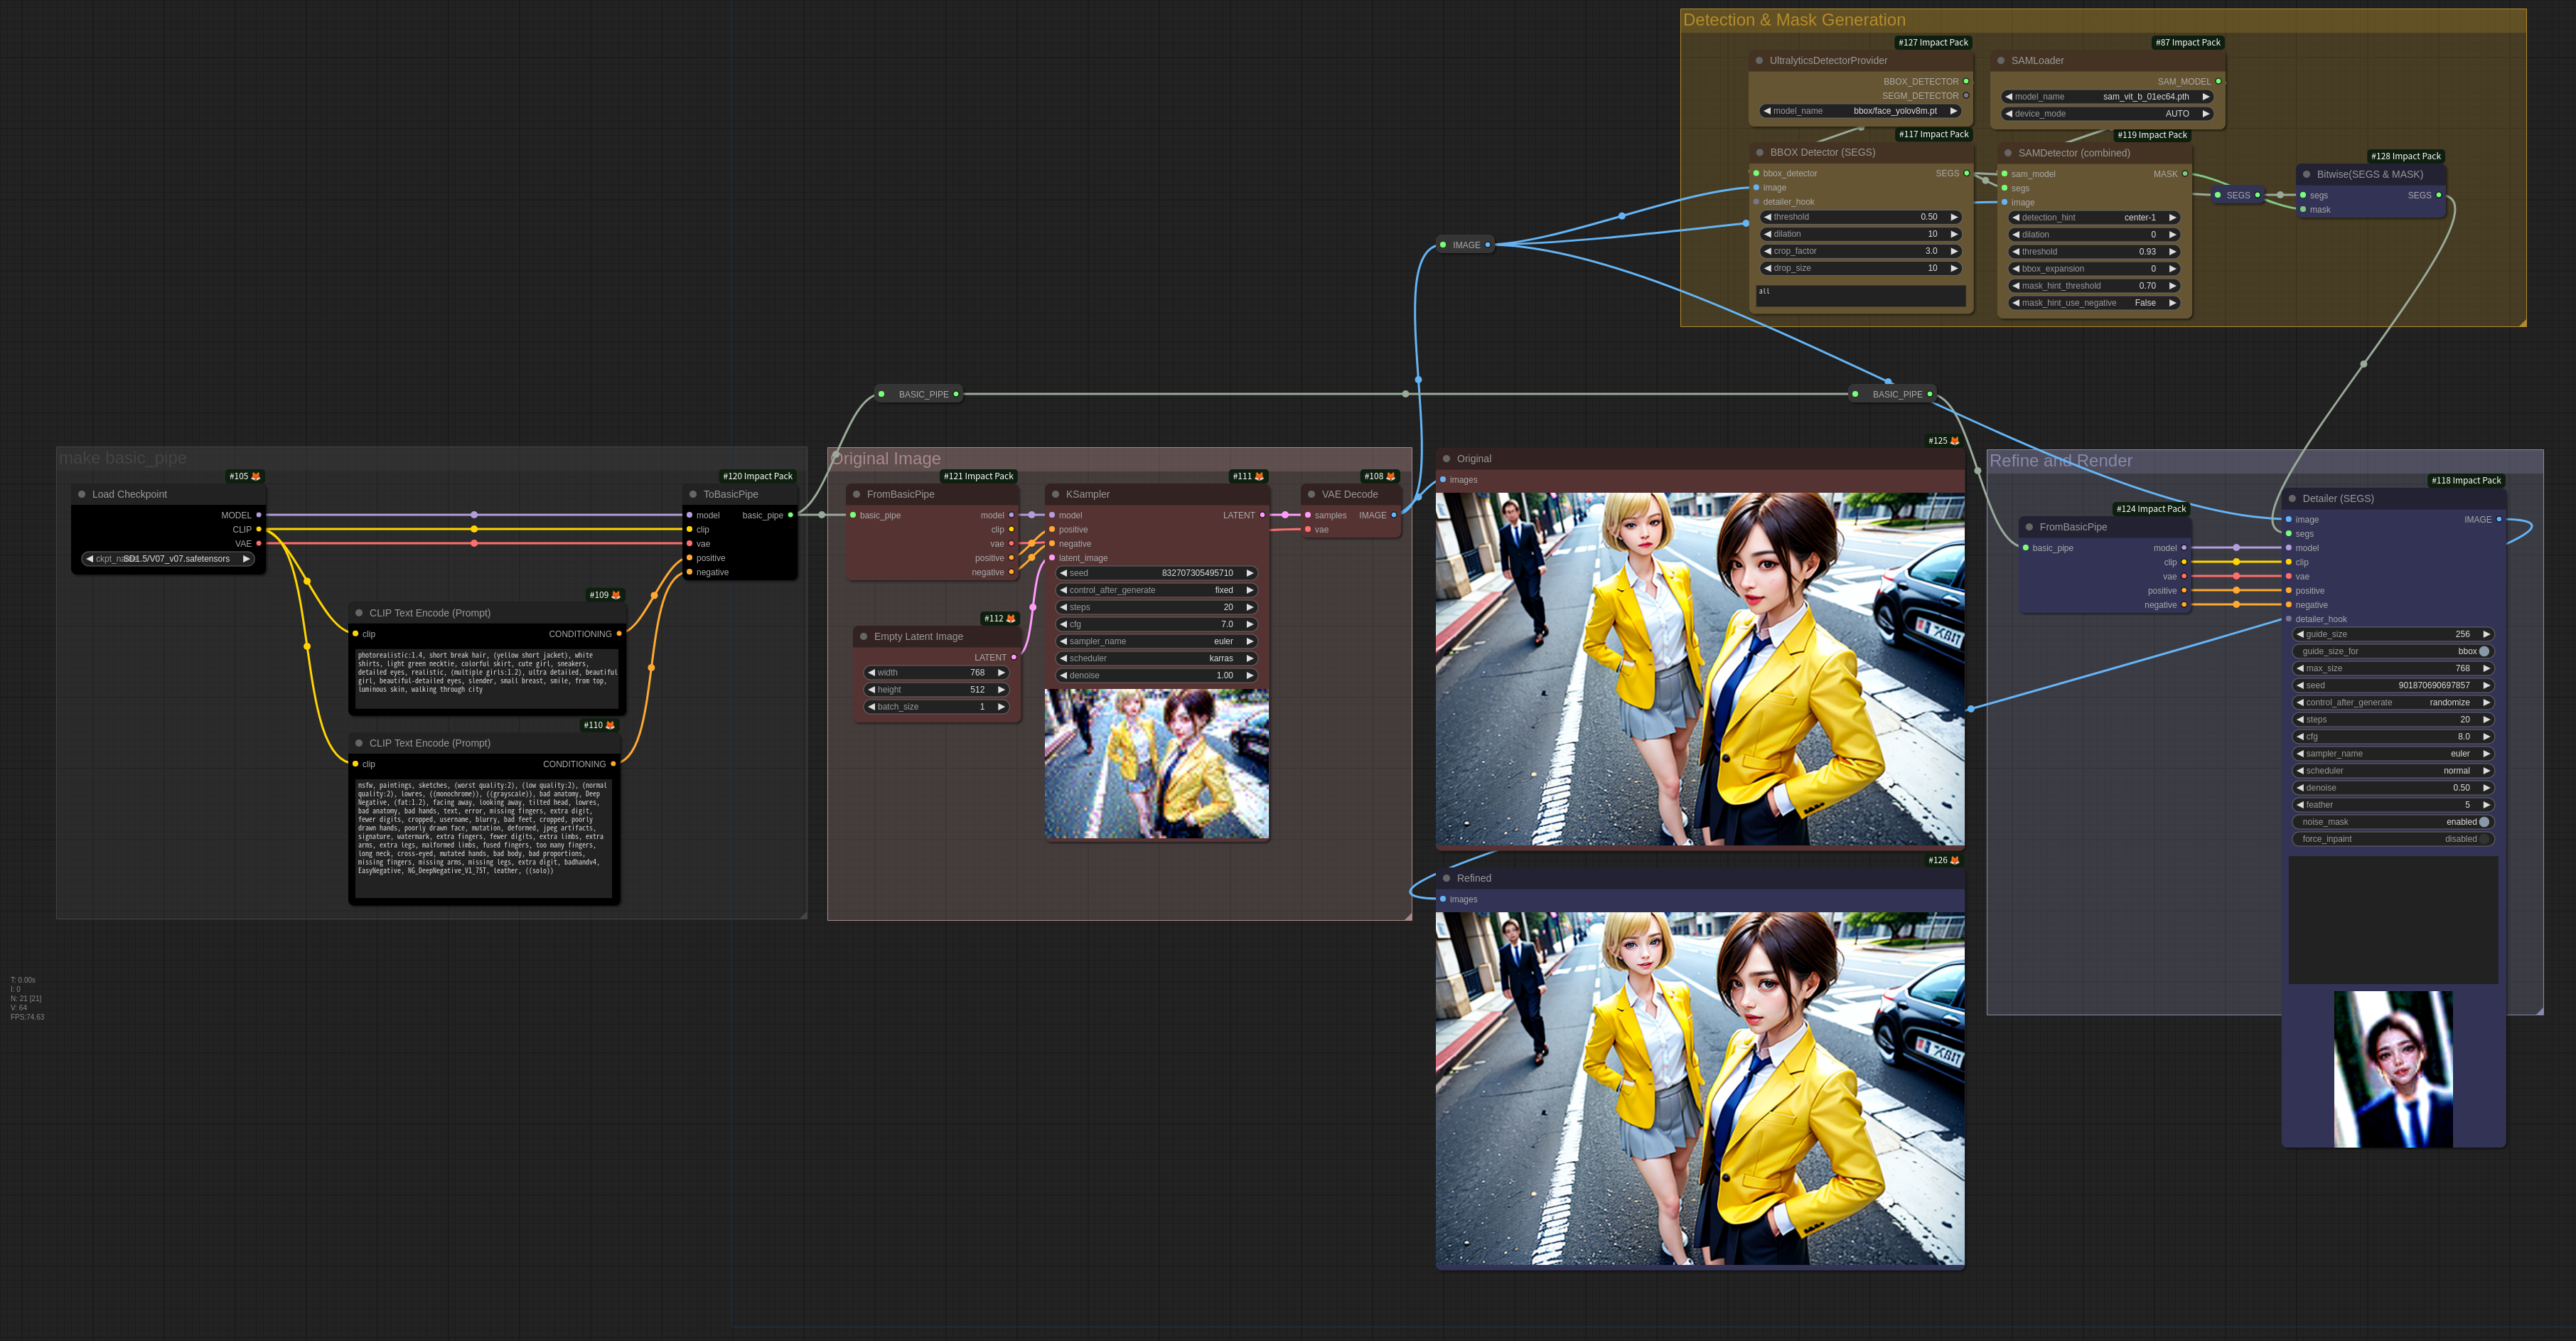 Detection & Mask Generation
#127 Impact Pack
UltralyticsDetectorProvider
BBOX_DETECTOR
SEGM_DETECTOR
model_name bbox/face_yolov8m.pt
#87 Impact Pack
SAMLoader
SAM_MODEL
model_name sam_vit_b_01ec64.pth
device_mode AUTO
#117 Impact Pack
BBOX Detector (SEGS)
bbox_detector SEGS
image
detailer_hook
threshold 0.50
dilation 10
crop_factor 3.0
drop_size 10
all
#119 Impact Pack
SAMDetector (combined)
sam_model MASK
segs
image
detection_hint center-1
dilation 0
threshold 0.93
bbox_expansion 0
mask_hint_threshold 0.70
mask_hint_use_negative False
SEGS
#128 Impact Pack
Bitwise(SEGS & MASK)
segs SEGS
mask
IMAGE
BASIC_PIPE
BASIC_PIPE
make basic_pipe
#105
Load Checkpoint
MODEL
CLIP
VAE
SD1.5/V07_v07.safetensors
#120 Impact Pack
ToBasicPipe
model basic_pipe
clip
vae
positive
negative
#109
CLIP Text Encode (Prompt)
clip CONDITIONING
photorealistic:1.4, short break hair, (yellow short jacket), white
shirts, light green necktie, colorful skirt, cute girl, sneakers,
detailed eyes, realistic, (multiple girls:1.2), ultra detailed, beautiful
girl, beautiful-detailed eyes, slender, small breast, smile, from top,
luminous skin, walking through city
#110
CLIP Text Encode (Prompt)
clip CONDITIONING
nsfw, paintings, sketches, (worst quality:2), (low quality:2), (normal
quality:2), lowres, ((monochrome)), ((grayscale)), bad anatomy, Deep
Negative, (fat:1.2), facing away, looking away, tilted head, lowres,
bad anatomy, bad hands, text, error, missing fingers, extra digit,
fewer digits, cropped, username, blurry, bad feet, cropped, poorly
drawn hands, poorly drawn face, mutation, deformed, jpeg artifacts,
signature, watermark, extra fingers, fewer digits, extra limbs, extra
arms, extra legs, malformed limbs, fused fingers, too many fingers,
long neck, cross-eyed, mutated hands, bad body, bad proportions,
missing fingers, missing arms, missing legs, extra digit, badhandv4,
EasyNegative, NG_DeepNegative_V1_75T, leather, ((solo))
Original Image
#121 Impact Pack
FromBasicPipe
basic_pipe model
clip
vae
positive
negative
#112
Empty Latent Image
LATENT
width 768
height 512
batch_size 1
#111
KSampler
model LATENT
positive
negative
latent_image
seed 832707305495710
control_after_generate fixed
steps 20
cfg 7.0
sampler_name euler
scheduler karras
denoise 1.00
#108
VAE Decode
samples IMAGE
vae
#125
Original
images
#126
Refined
images
Refine and Render
#124 Impact Pack
FromBasicPipe
basic_pipe model
clip
vae
positive
negative
#118 Impact Pack
Detailer (SEGS)
image IMAGE
segs
model
clip
vae
positive
negative
detailer_hook
guide_size 256
guide_size_for bbox
max_size 768
seed 901870690697857
control_after_generate randomize
steps 20
cfg 8.0
sampler_name euler
scheduler normal
denoise 0.50
feather 5
noise_mask enabled
force_inpaint disabled
T: 0.00s
I: 0
N: 21 [21]
V: 64
FPS:74.63